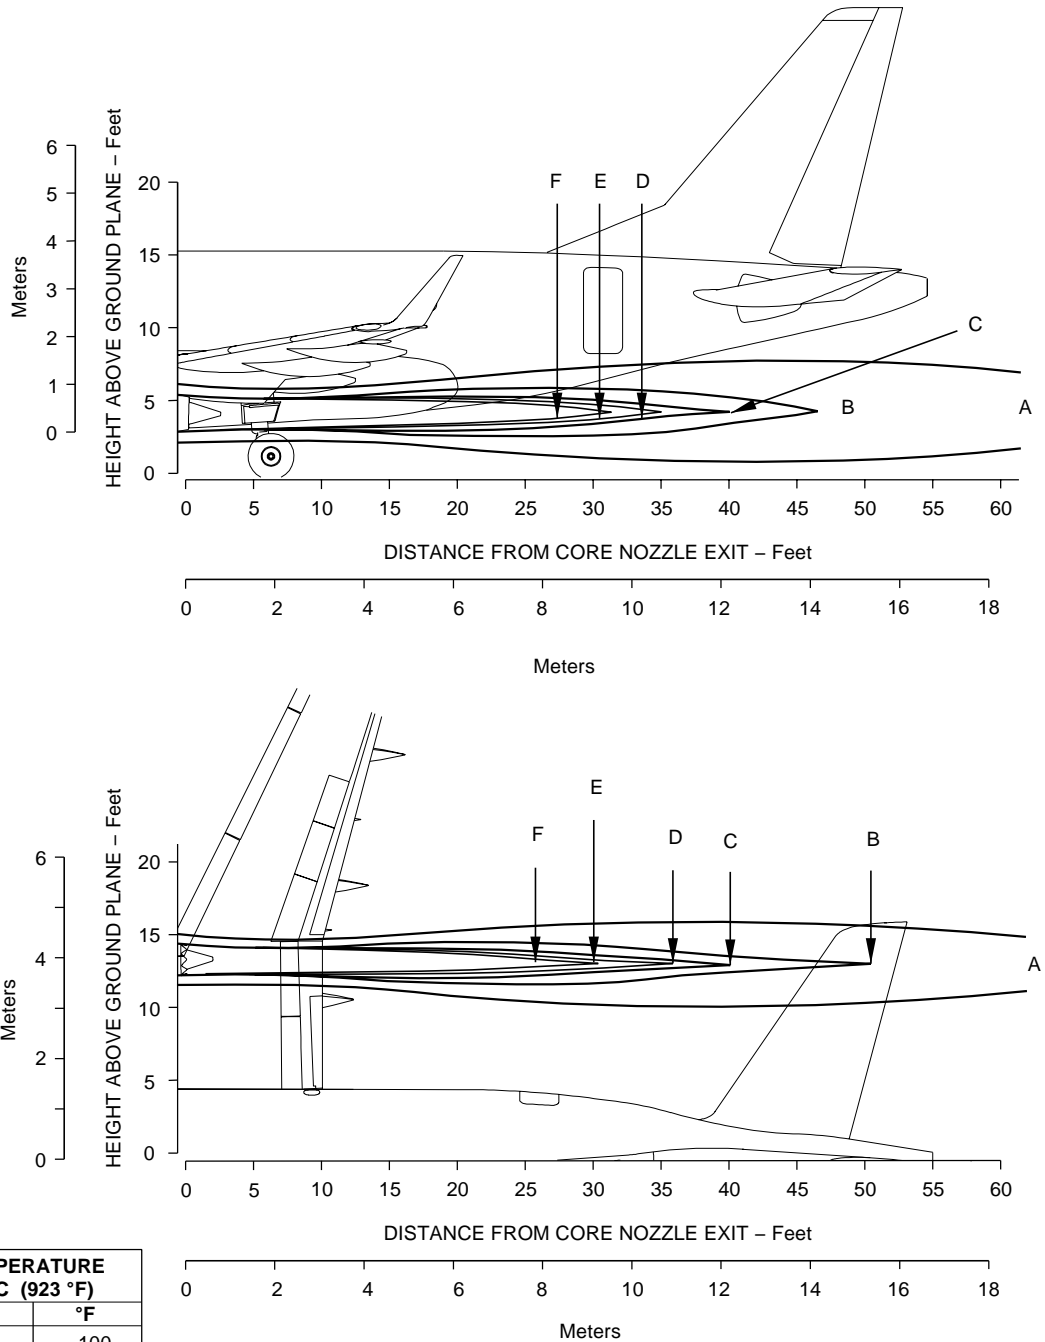 F E D
C
B
A
HEIGHT ABOVE GROUND PLANE – Feet
20
15
10
5
0
Meters
6
5
4
3
2
1
0
0 5 10 15 20 25 30 35 40 45 50 55 60
DISTANCE FROM CORE NOZZLE EXIT – Feet
0 2 4 6 8 10 12 14 16 18
Meters
E
F D C B
A
HEIGHT ABOVE GROUND PLANE – Feet
20
15
10
5
0
Meters
6
4
2
0
0 5 10 15 20 25 30 35 40 45 50 55 60
DISTANCE FROM CORE NOZZLE EXIT – Feet
0 2 4 6 8 10 12 14 16 18
Meters
PERATURE
C (923 °F)
°F
100